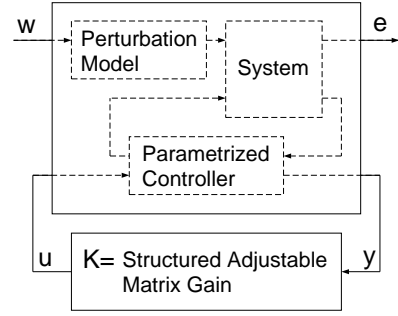 w
e
Perturbation
Model
System
Parametrized
Controller
u
y
K= Structured Adjustable
Matrix Gain